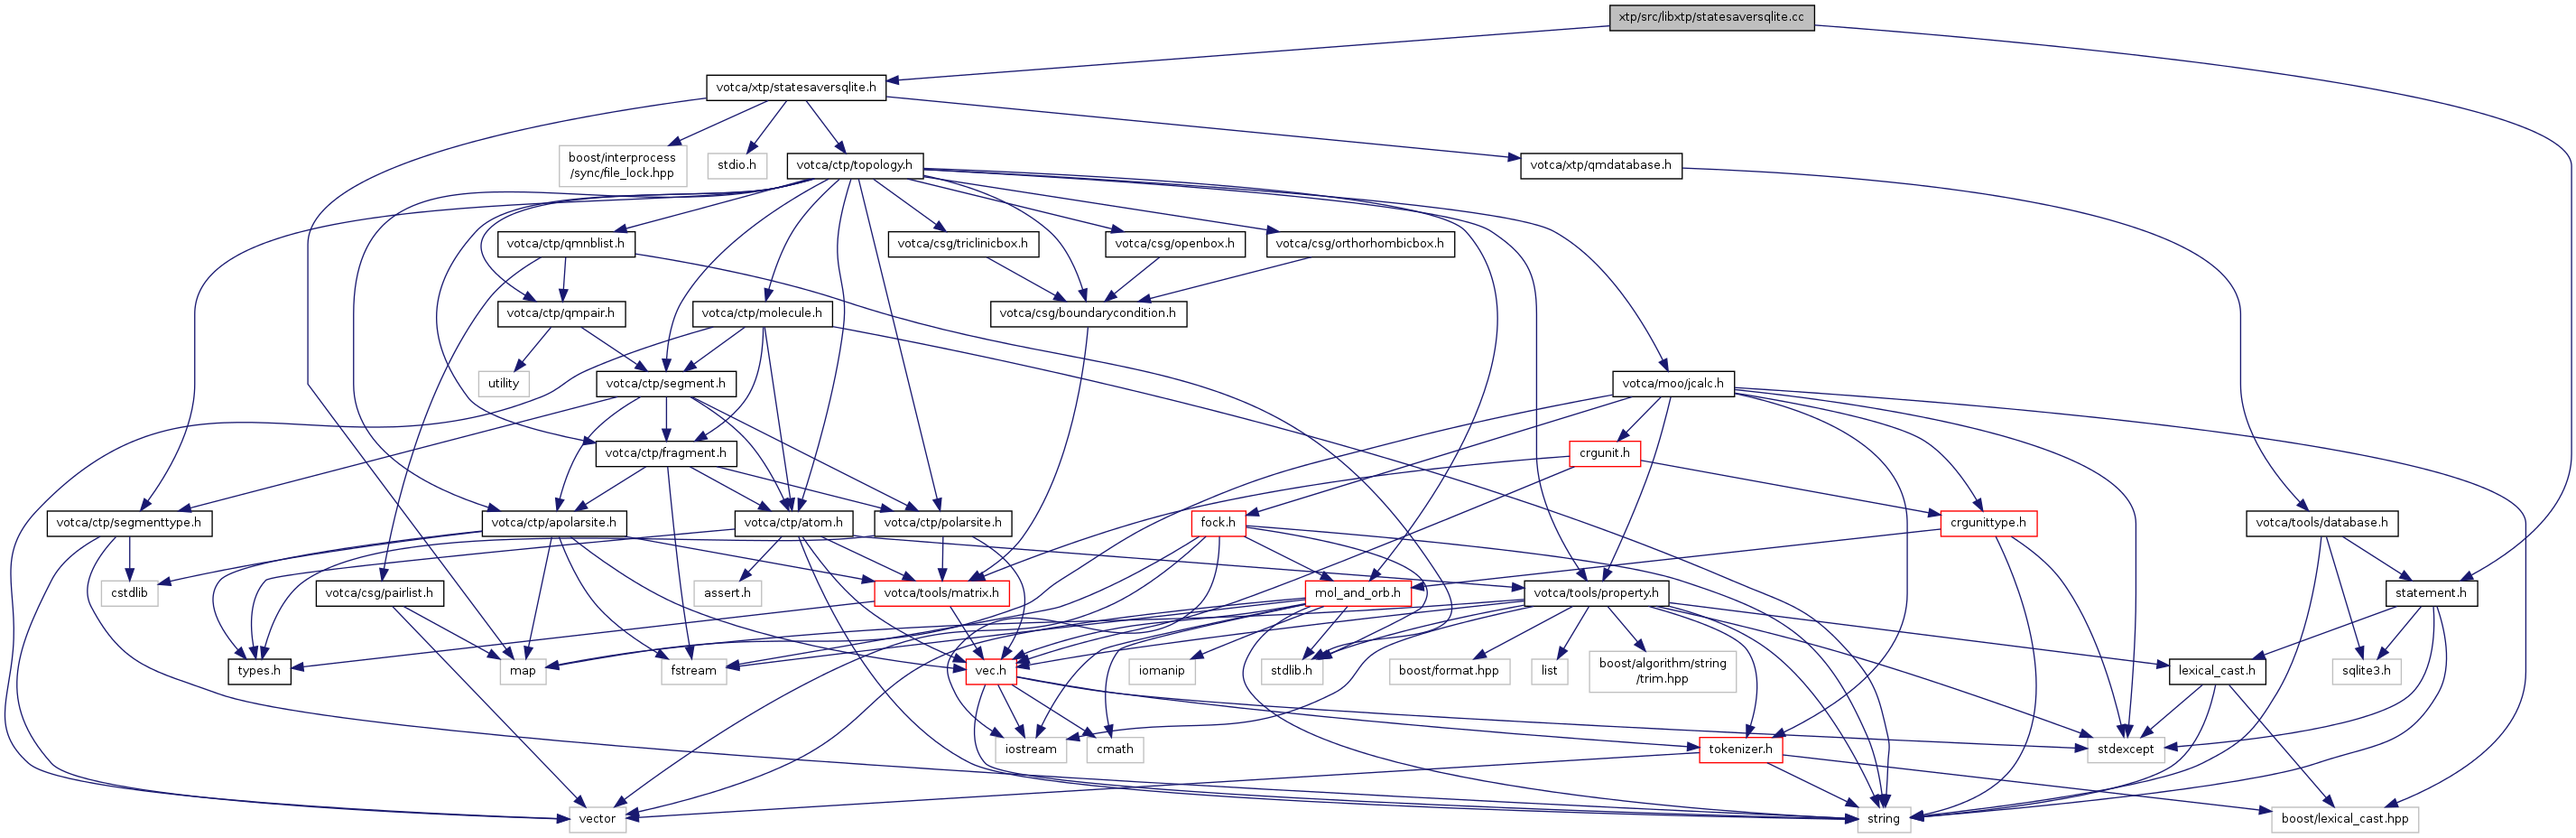 xtp/src/libxtp/statesaversqlite.cc
votca/xtp/statesaversqlite.h
boost/interprocess
/sync/file_lock.hpp
stdio.h
votca/ctp/topology.h
votca/xtp/qmdatabase.h
votca/ctp/qmnblist.h
votca/csg/triclinicbox.h
votca/csg/openbox.h
votca/csg/orthorhombicbox.h
votca/ctp/qmpair.h
votca/ctp/molecule.h
votca/csg/boundarycondition.h
utility
votca/ctp/segment.h
votca/moo/jcalc.h
votca/ctp/fragment.h
crgunit.h
votca/ctp/segmenttype.h
votca/ctp/apolarsite.h
votca/ctp/atom.h
votca/ctp/polarsite.h
fock.h
crgunittype.h
votca/tools/database.h
cstdlib
votca/csg/pairlist.h
assert.h
votca/tools/matrix.h
mol_and_orb.h
votca/tools/property.h
statement.h
types.h
map
fstream
vec.h
iomanip
stdlib.h
boost/format.hpp
list
boost/algorithm/string
/trim.hpp
lexical_cast.h
sqlite3.h
iostream
cmath
tokenizer.h
stdexcept
vector
string
boost/lexical_cast.hpp